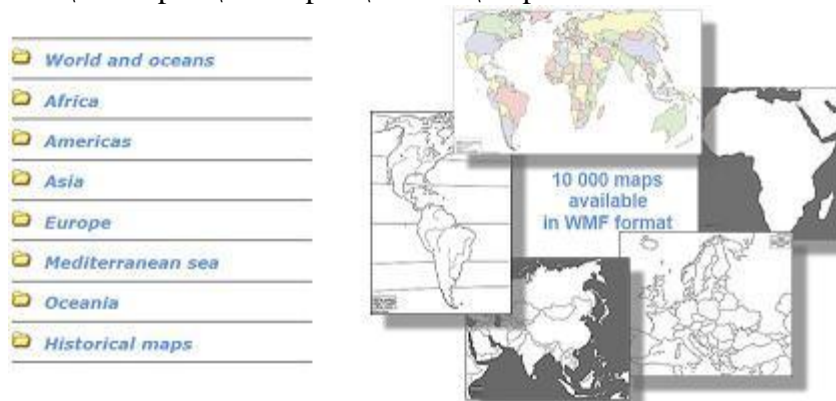 World and oceans
Africa
Americas
Asia
Europe
Mediterranean sea
Oceania
Historical maps
10 000 maps
available
in WMF format